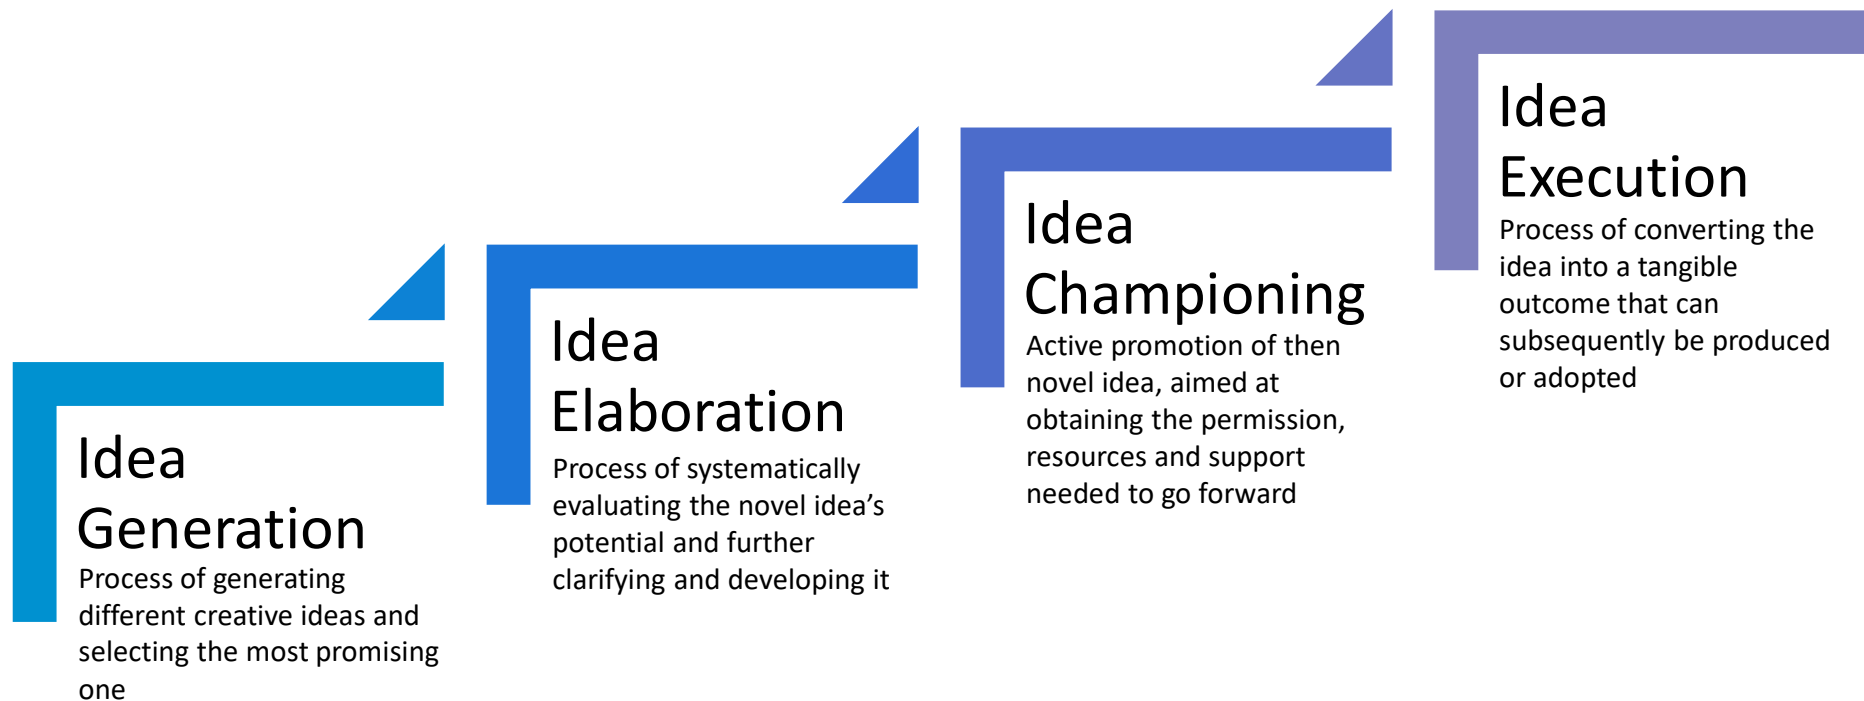 Idea
Generation
Process of generating
different creative ideas and
selecting the most promising
one
Idea
Elaboration
Process of systematically
evaluating the novel idea’s
potential and further
clarifying and developing it
Idea
Championing
Active promotion of then
novel idea, aimed at
obtaining the permission,
resources and support
needed to go forward
Idea
Execution
Process of converting the
idea into a tangible
outcome that can
subsequently be produced
or adopted